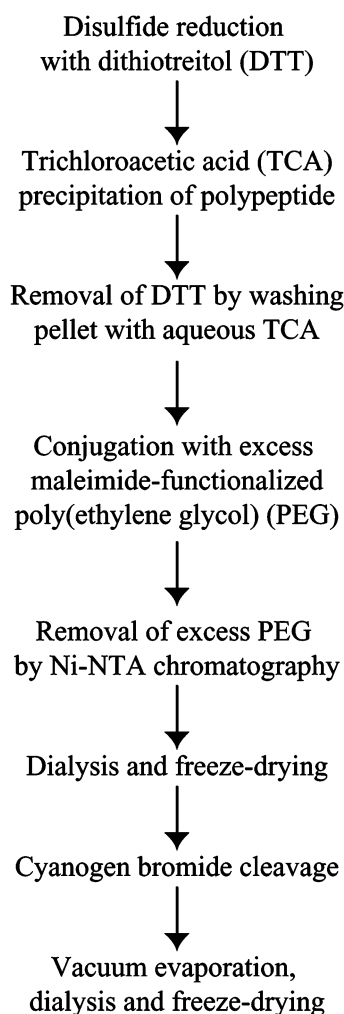 Disulfide reduction
with dithiotreitol (DTT)
Trichloroacetic acid (TCA)
precipitation of polypeptide
Removal of DTT by washing
pellet with aqueous TCA
Conjugation with excess
maleimide-functionalized
poly(ethylene glycol) (PEG)
Removal of excess PEG
by Ni-NTA chromatography
Dialysis and freeze-drying
Cyanogen bromide cleavage
Vacuum evaporation,
dialysis and freeze-drying